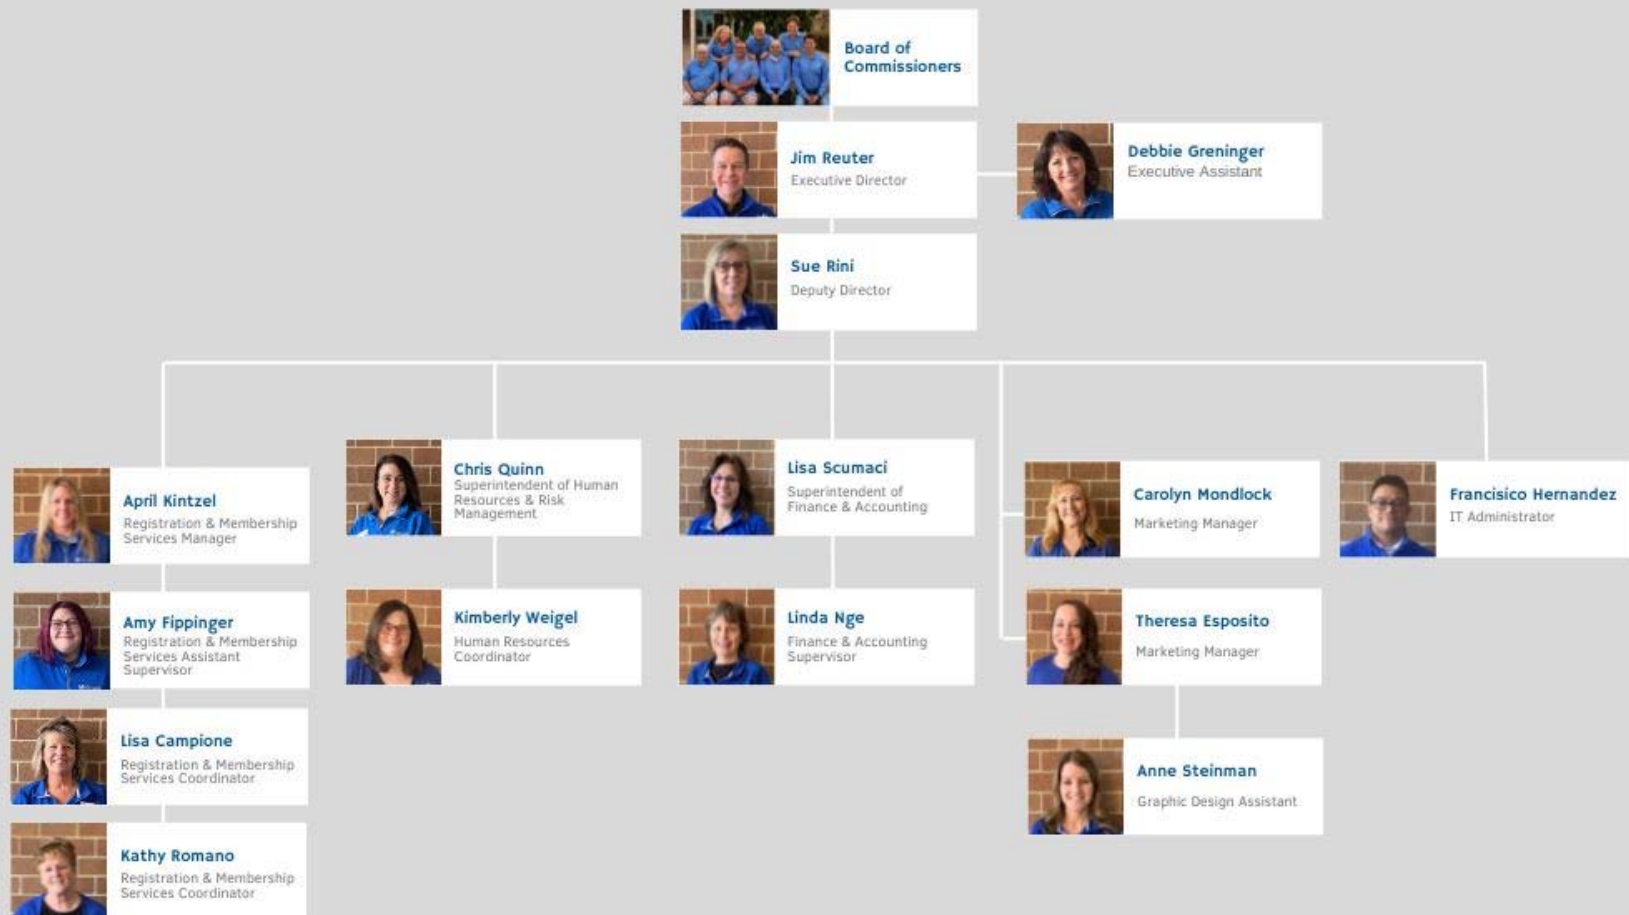 Board of
Commissioners
Jim Reuter
Executive Director
Debbie Greninger
Executive Assistant
Sue Rini
Deputy Director
April Kintzel
Registration & Membership
Services Manager
Chris Quinn
Superintendent of Human
Resources & Risk
Management
Lisa Scumaci
Superintendent of
Finance & Accounting
Carolyn Mondlock
Marketing Manager
Francisico Hernandez
IT Administrator
Amy Fippinger
Registration & Membership
Services Assistant
Supervisor
Kimberly Weigel
Human Resources
Coordinator
Linda Nge
Finance & Accounting
Supervisor
Theresa Esposito
Marketing Manager
Lisa Campione
Registration & Membership
Services Coordinator
Anne Steinman
Graphic Design Assistant
Kathy Romano
Registration & Membership
Services Coordinator